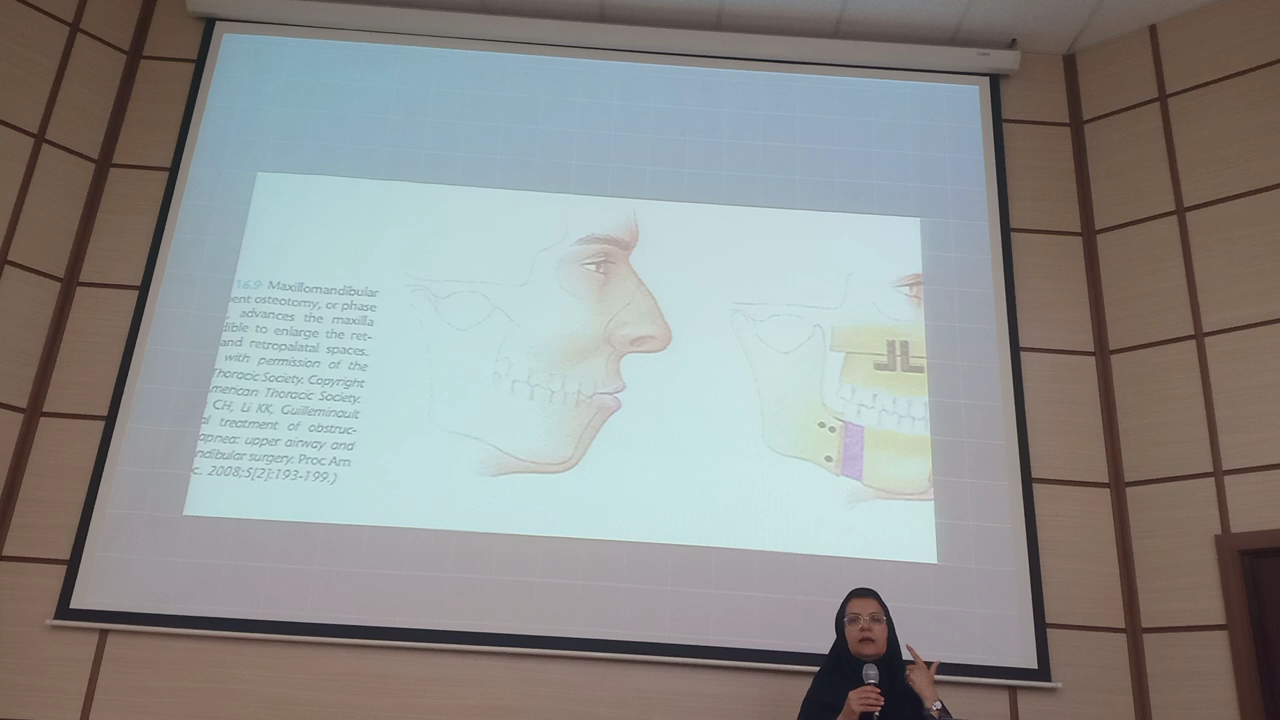 16.9 Maxillomandibular
ent osteotomy, or phase
, advances the maxilla
dible to enlarge the ret-
and retropalatal spaces.
with permission of the
Thoracic Society. Copyright
merican Thoracic Society.
CH, Li KK, Guilleminault
al treatment of obstruc-
apnea: upper airway and
ndibular surgery. Proc Am
c. 2008;5[2]:193-199.)